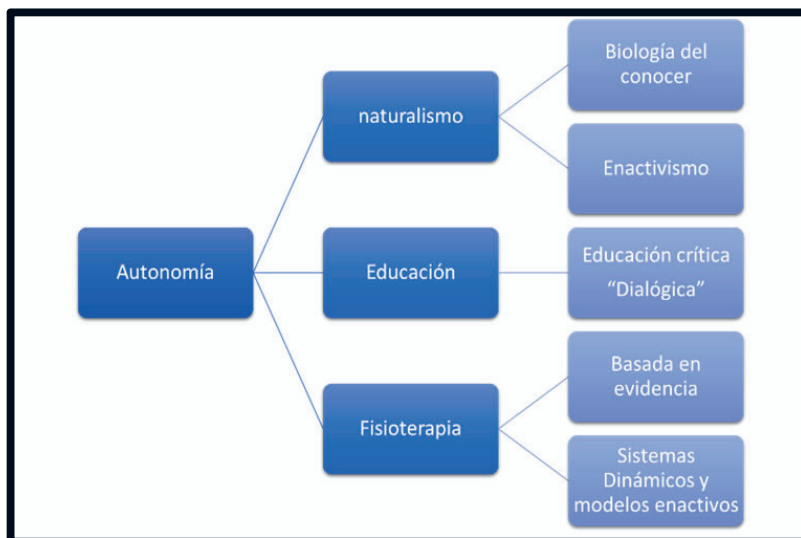 Autonomía
naturalismo
Biología del
conocer
Enactivismo
Educación
Educación crítica
“Dialógica”
Fisioterapia
Basada en
evidencia
Sistemas
Dinámicos y
modelos enactivos